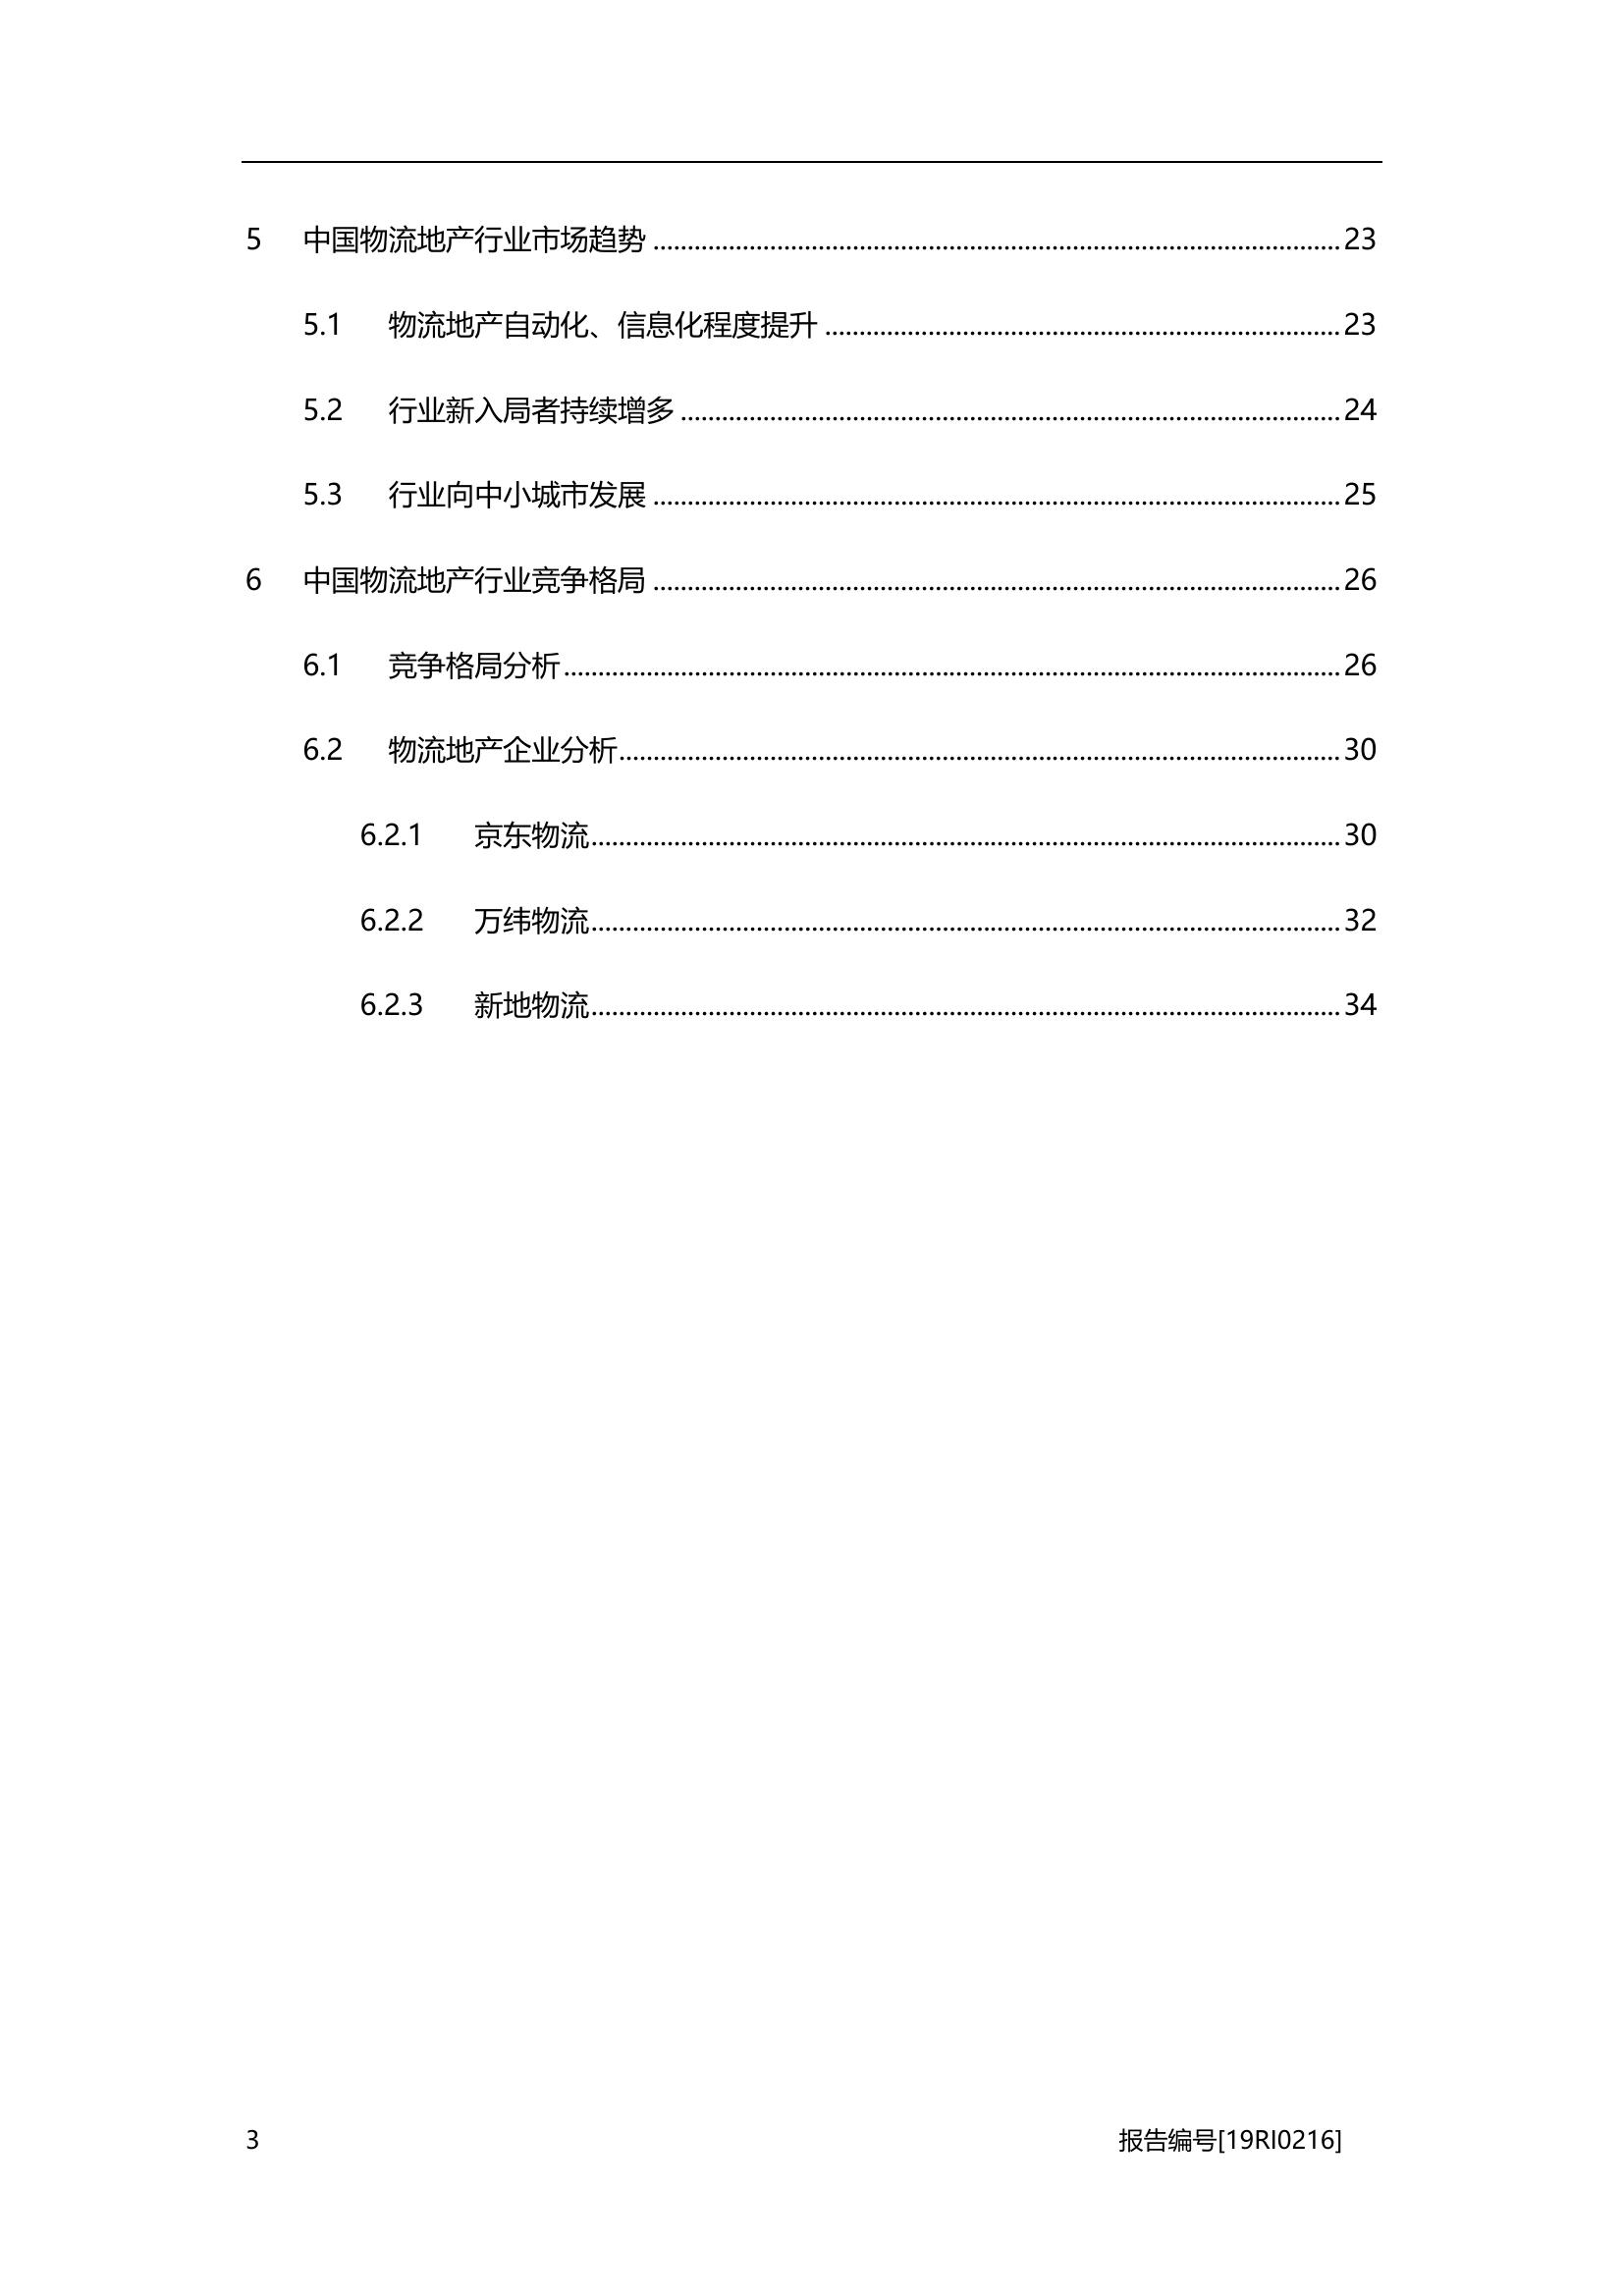 5 中国物流地产行业市场趋势 ........ 23
5.1 物流地产自动化、信息化程度提升 ........ 23
5.2 行业新入局者持续增多 ........ 24
5.3 行业向中小城市发展 ........ 25
6 中国物流地产行业竞争格局 ........ 26
6.1 竞争格局分析 ........ 26
6.2 物流地产企业分析 ........ 30
6.2.1 京东物流 ........ 30
6.2.2 万纬物流 ........ 32
6.2.3 新地物流 ........ 34
3 报告编号[19RI0216]